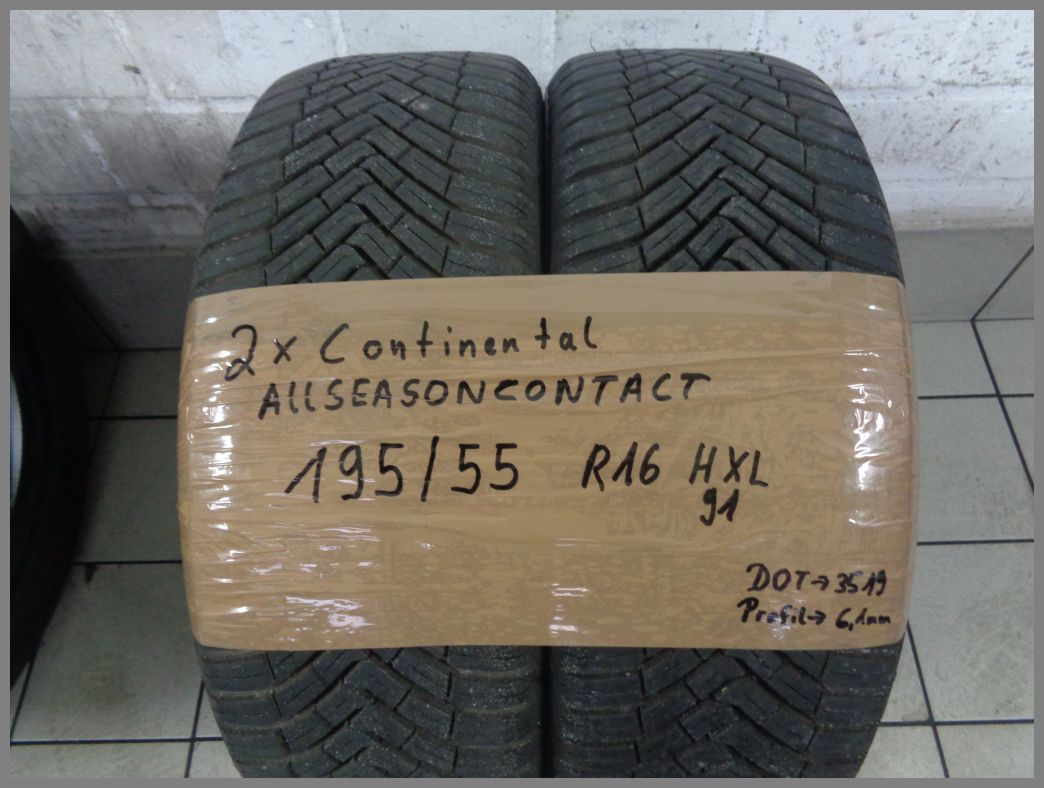 2x Continental
AllSEASONCONTACT
195/55 R16 HXL
91
DOT→3519
Profil→6,1mm